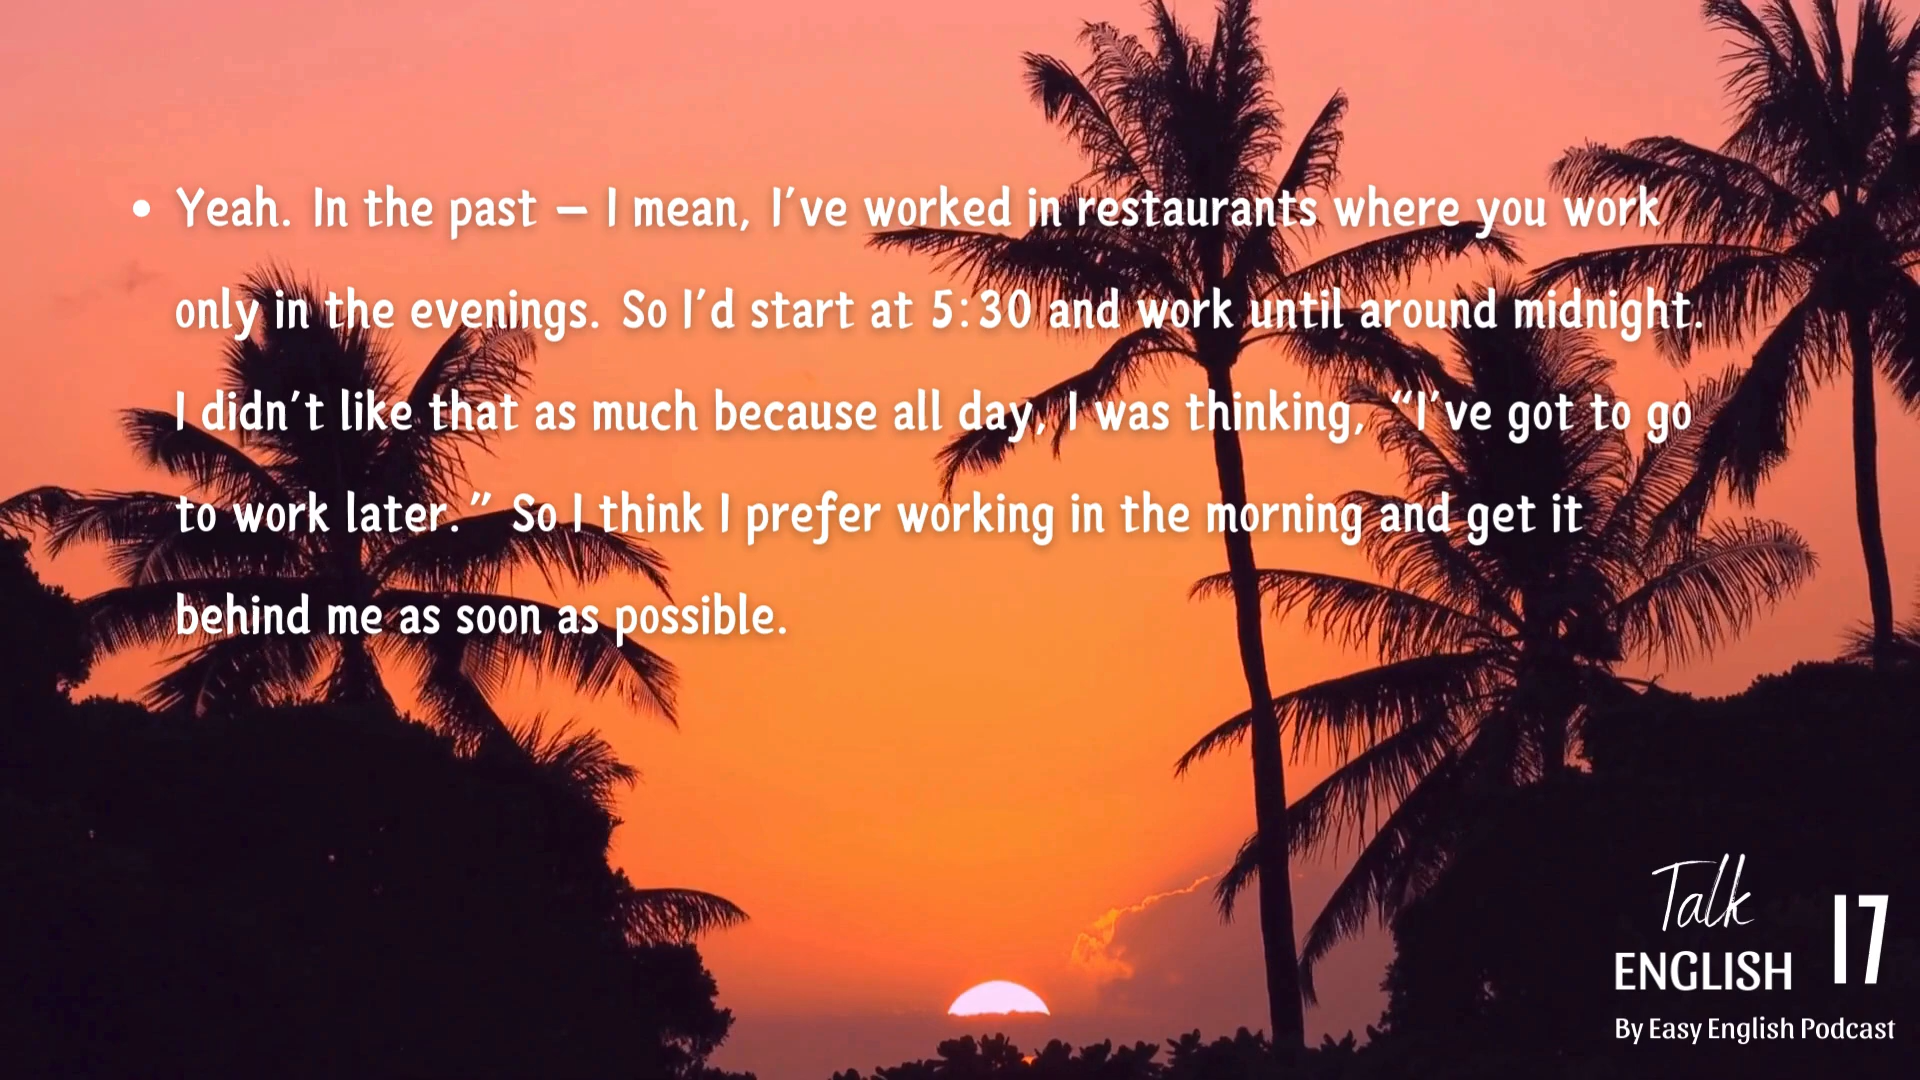 • Yeah. In the past – I mean, I've worked in restaurants where you work
only in the evenings. So I'd start at 5:30 and work until around midnight.
I didn't like that as much because all day, I was thinking, “I've got to go
to work later.” So I think I prefer working in the morning and get it
behind me as soon as possible.
Talk
ENGLISH 17
By Easy English Podcast